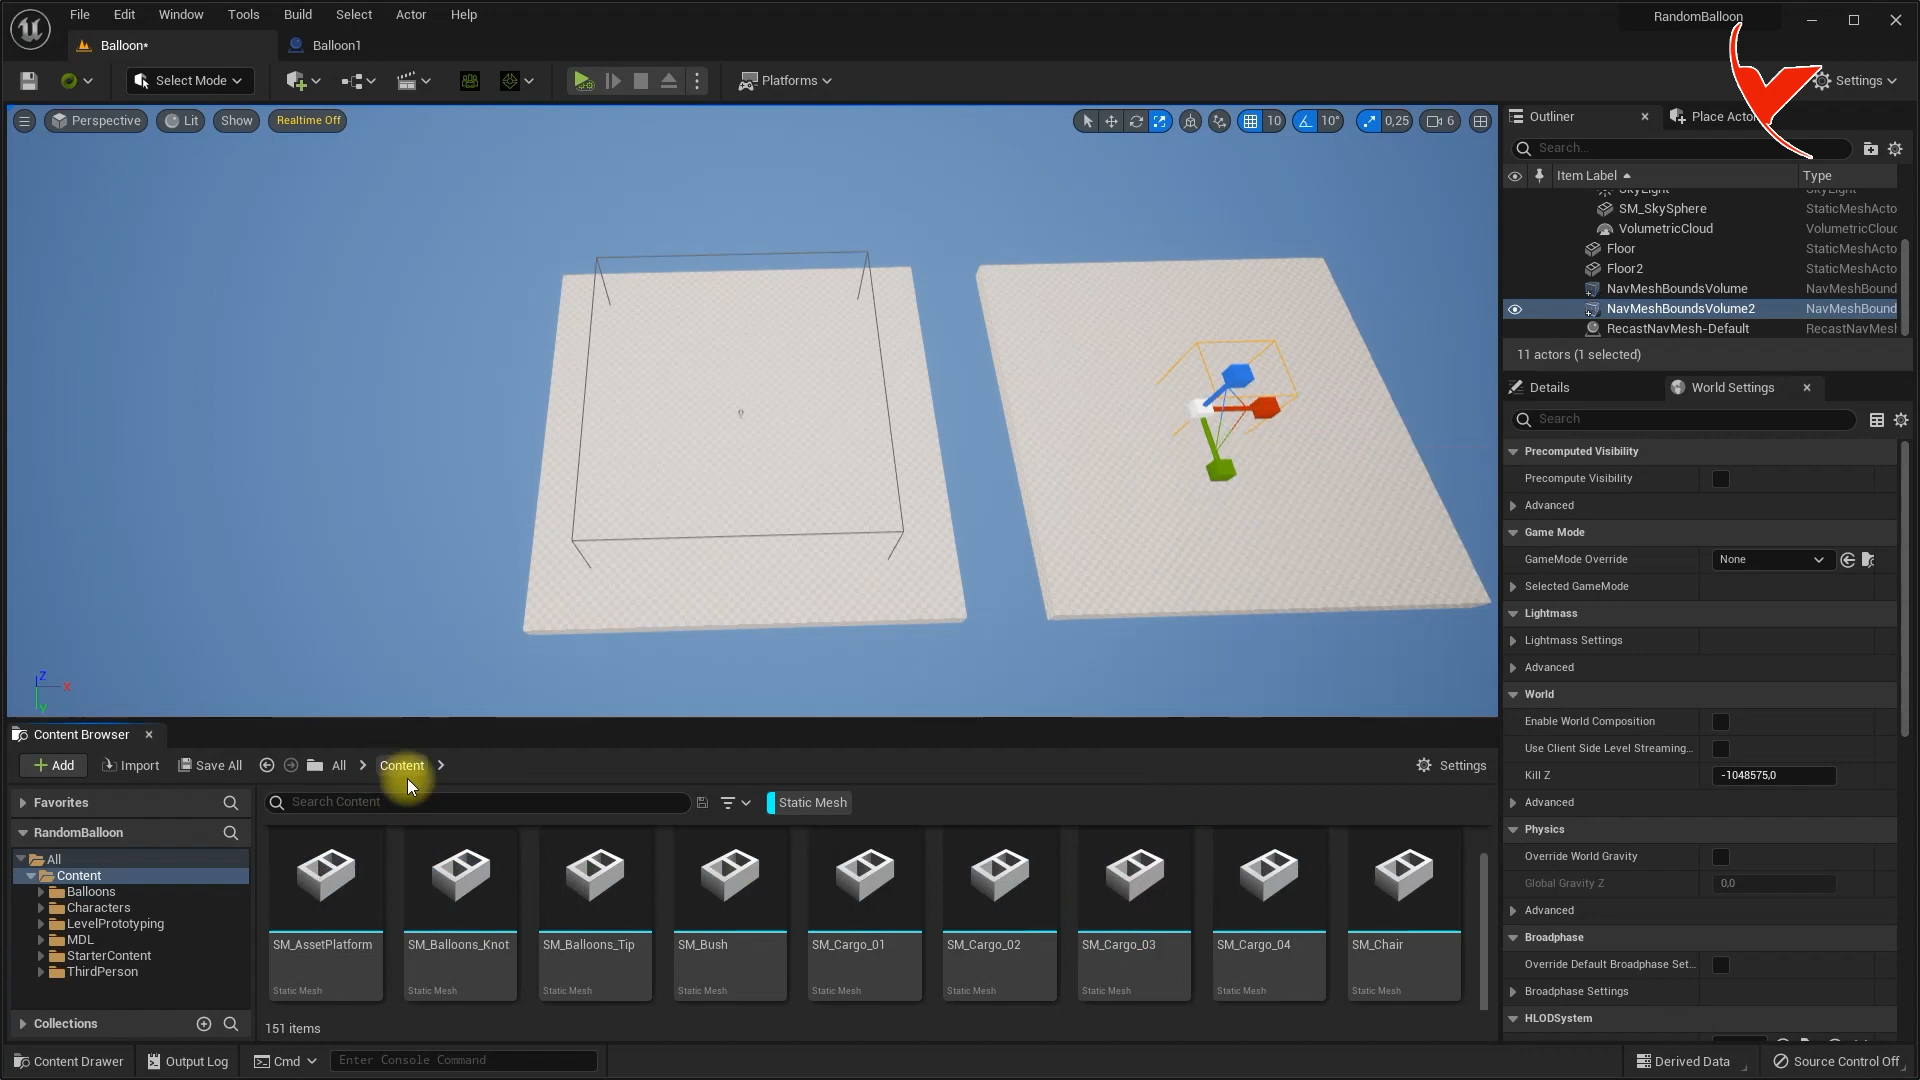 File Edit Window Tools Build Select Actor Help
RandomBalloon
Balloon*
Balloon1
Select Mode
Platforms
Settings
Perspective
Lit
Show
Realtime Off
10
10°
0,25
6
Outliner
Place Acto
Search...
Item Label
Type
SkyLight
SkyLight
SM_SkySphere
StaticMeshActo
VolumetricCloud
VolumetricCloud
Floor
StaticMeshActo
Floor2
StaticMeshActo
NavMeshBoundsVolume
NavMeshBound
NavMeshBoundsVolume2
NavMeshBound
RecastNavMesh-Default
RecastNavMesh
11 actors (1 selected)
Details
World Settings
Search
Precomputed Visibility
Precompute Visibility
Advanced
Game Mode
GameMode Override
None
Selected GameMode
Lightmass
Lightmass Settings
Advanced
World
Enable World Composition
Use Client Side Level Streaming...
Kill Z
-1048575,0
Advanced
Physics
Override World Gravity
Global Gravity Z
0,0
Advanced
Broadphase
Override Default Broadphase Set...
Broadphase Settings
HLODSystem
Z
X
Y
Content Browser
Add
Import
Save All
All
Content
Settings
Favorites
Search Content
Static Mesh
RandomBalloon
All
Content
Balloons
Characters
LevelPrototyping
MDL
StarterContent
ThirdPerson
Collections
SM_AssetPlatform
Static Mesh
SM_Balloons_Knot
Static Mesh
SM_Balloons_Tip
Static Mesh
SM_Bush
Static Mesh
SM_Cargo_01
Static Mesh
SM_Cargo_02
Static Mesh
SM_Cargo_03
Static Mesh
SM_Cargo_04
Static Mesh
SM_Chair
Static Mesh
151 items
Content Drawer
Output Log
Cmd
Enter Console Command
Derived Data
Source Control Off